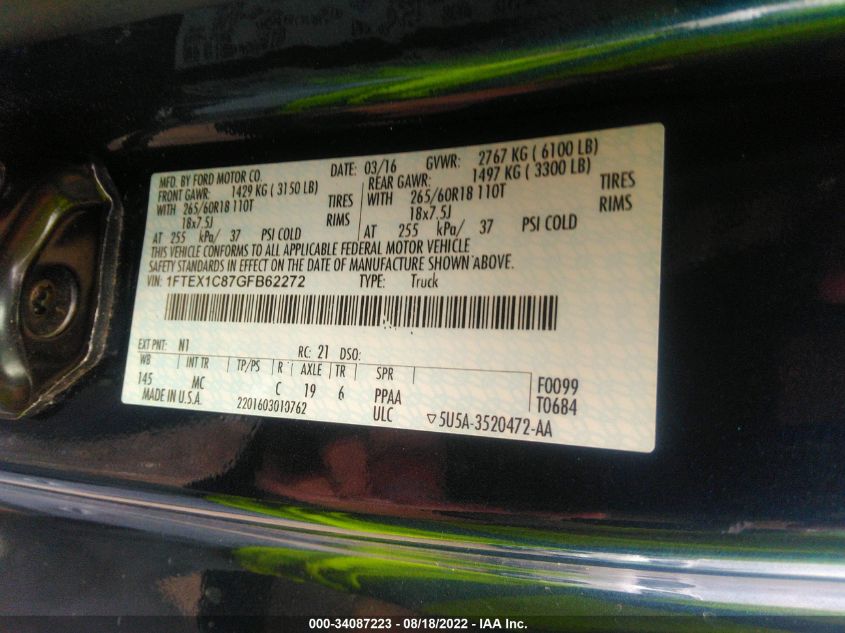 MFD. BY FORD MOTOR CO. DATE: 03/16 GVWR: 2767 KG ( 6100 LB)
FRONT GAWR: 1429 KG ( 3150 LB) REAR GAWR: 1497 KG ( 3300 LB)
WITH 265/60R18 110T TIRES WITH 265/60R18 110T TIRES
18x7.5J RIMS 18x7.5J RIMS
AT 255 kPa/ 37 PSI COLD AT 255 kPa/ 37 PSI COLD
THIS VEHICLE CONFORMS TO ALL APPLICABLE FEDERAL MOTOR VEHICLE
SAFETY STANDARDS IN EFFECT ON THE DATE OF MANUFACTURE SHOWN ABOVE.
VIN: 1FTEX1C87GFB62272 TYPE: Truck
EXT PNT: N1 RC: 21 DSO:
WB INT TR TP/PS R AXLE TR SPR F0099
145 MC C 19 6 PPAA T0684
MADE IN U.S.A. 2201603010762 ULC ▽5U5A-3520472-AA
000-34087223 - 08/18/2022 - IAA Inc.